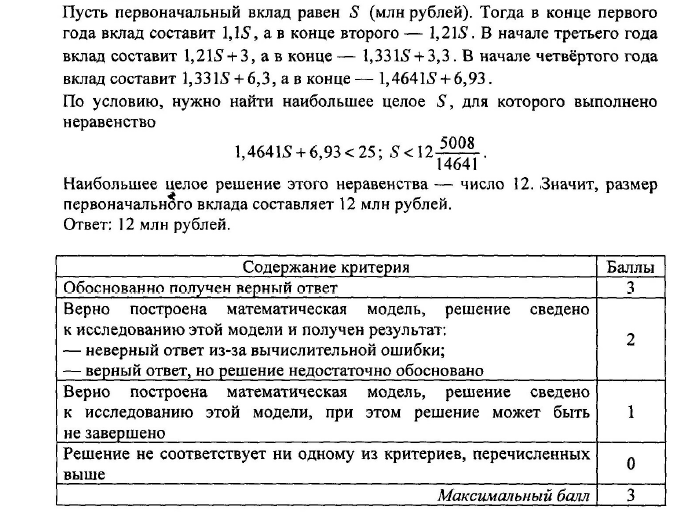 Пусть первоначальный вклад равен S (млн рублей). Тогда в конце первого
года вклад составит 1,1S, а в конце второго — 1,21S. В начале третьего года
вклад составит 1,21S + 3, а в конце — 1,331S + 3,3. В начале четвёртого года
вклад составит 1,331S + 6,3, а в конце — 1,4641S + 6,93.
По условию, нужно найти наибольшее целое S, для которого выполнено
неравенство
1,4641S + 6,93 < 25; S < 12 5008/14641.
Наибольшее целое решение этого неравенства — число 12. Значит, размер
первоначального вклада составляет 12 млн рублей.
Ответ: 12 млн рублей.
Содержание критерия Баллы
Обоснованно получен верный ответ 3
Верно построена математическая модель, решение сведено
к исследованию этой модели и получен результат:
— неверный ответ из-за вычислительной ошибки;
— верный ответ, но решение недостаточно обосновано
2
Верно построена математическая модель, решение сведено
к исследованию этой модели, при этом решение может быть
не завершено
1
Решение не соответствует ни одному из критериев, перечисленных
выше
0
Максимальный балл 3